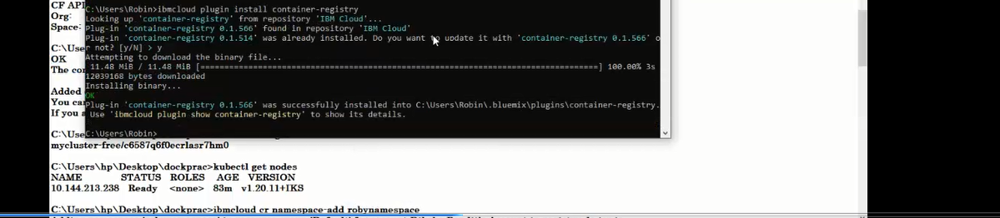 CF API
Org:
Space:
C:\User
OK
The con
Added
You can
If you a
C:\Use
C:\Users\Robin>ibmcloud plugin install container-registry
Looking up 'container-registry' from repository 'IBM Cloud'...
Plug-in 'container-registry 0.1.566' found in repository 'IBM Cloud'
Plug-in 'container-registry 0.1.514' was already installed. Do you want to update it with 'container-registry 0.1.566' o
r not? [y/N] > y
Attempting to download the binary file...
11.48 MiB / 11.48 MiB [=======================================================================] 100.00% 3s
12039168 bytes downloaded
Installing binary...
OK
Plug-in 'container-registry 0.1.566' was successfully installed into C:\Users\Robin\.bluemix\plugins\container-registry.
Use 'ibmcloud plugin show container-registry' to show its details.
C:\Users\Robin>
mycluster-free/c6587q6f0ecrlasr7hm0
C:\Users\hp\Desktop\dockprac>kubectl get nodes
NAME STATUS ROLES AGE VERSION
10.144.213.238 Ready <none> 83m v1.20.11+IKS
C:\Users\hp\Desktop\dockprac>ibmcloud cr namespace-add robynamespace